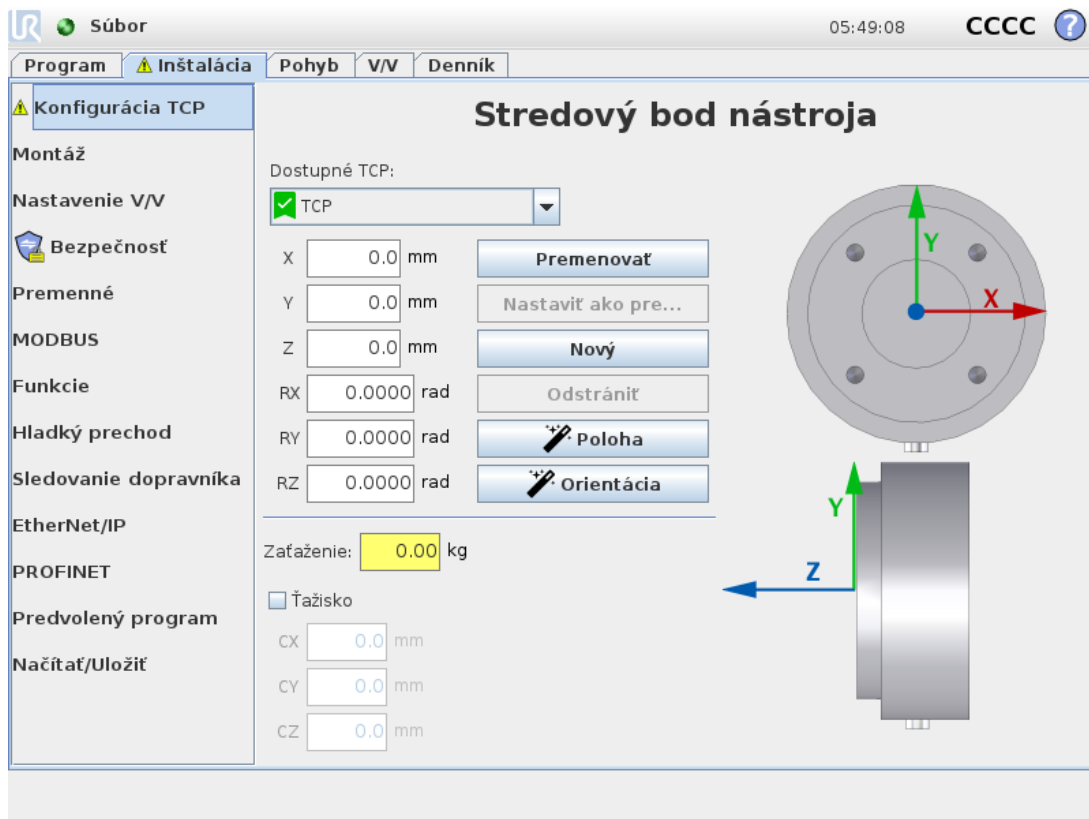 UR Súbor 05:49:08 CCCC ?
Program Inštalácia Pohyb V/V Denník
Konfigurácia TCP
Montáž
Nastavenie V/V
Bezpečnosť
Premenné
MODBUS
Funkcie
Hladký prechod
Sledovanie dopravníka
EtherNet/IP
PROFINET
Predvolený program
Načítať/Uložiť
Stredový bod nástroja
Dostupné TCP:
TCP
X 0.0 mm Premenovať
Y 0.0 mm Nastaviť ako pre...
Z 0.0 mm Nový
RX 0.0000 rad Odstrániť
RY 0.0000 rad Poloha
RZ 0.0000 rad Orientácia
Zaťaženie: 0.00 kg
Ťažisko
CX 0.0 mm
CY 0.0 mm
CZ 0.0 mm
Y
X
Y
Z